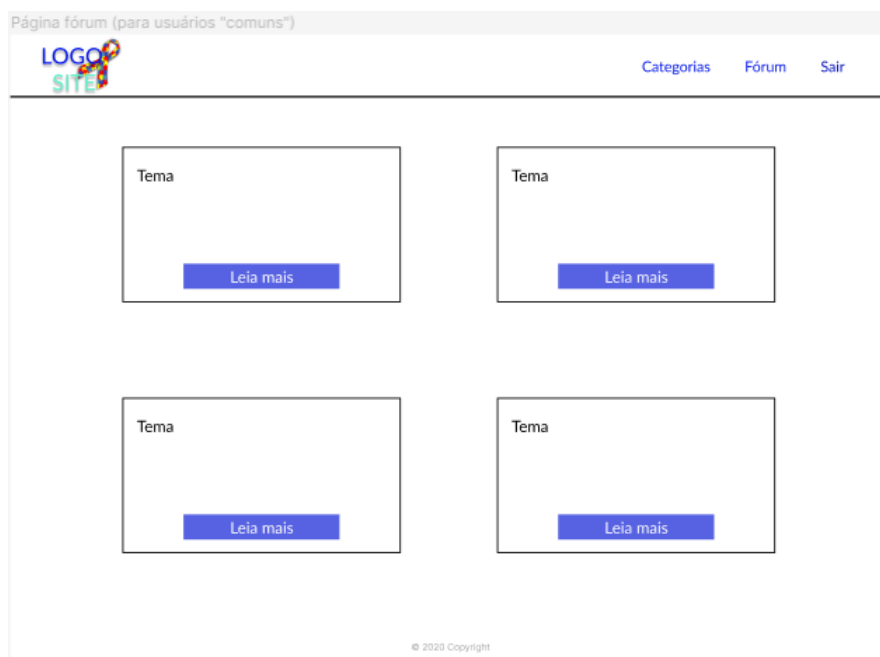 Página fórum (para usuários "comuns")
LOGO
SITE
Categorias Fórum Sair
Tema Tema
Leia mais Leia mais
Tema Tema
Leia mais Leia mais
© 2020 Copyright